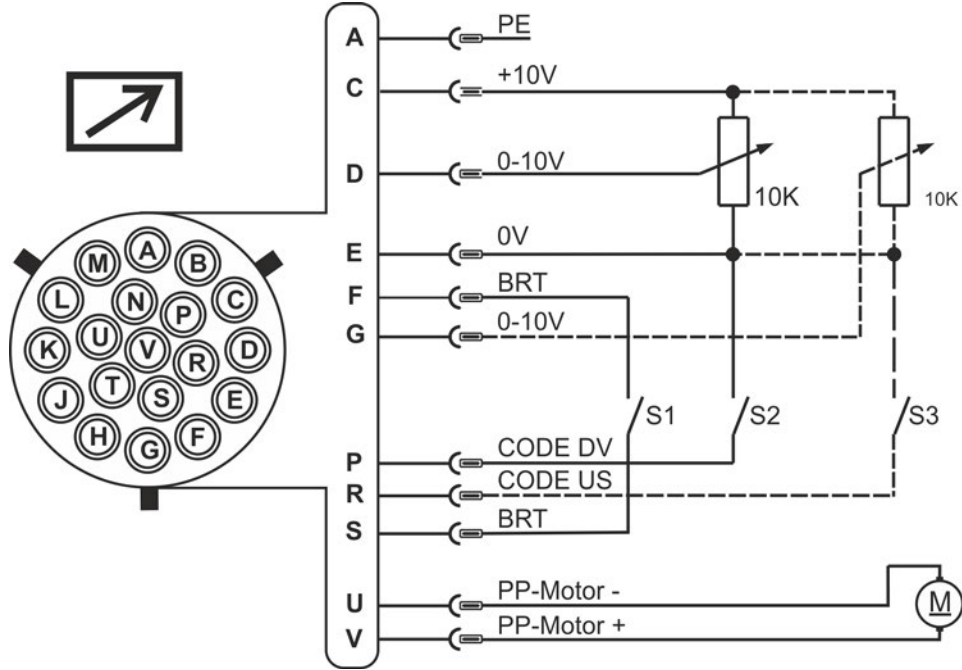 A PE
C +10V
D 0-10V
10K
10K
E 0V
F BRT
G 0-10V
S1
S2
S3
P CODE DV
R CODE US
S BRT
U PP-Motor -
V PP-Motor +
M
A
B
C
D
E
F
G
H
J
K
L
M
N
P
R
S
T
U
V